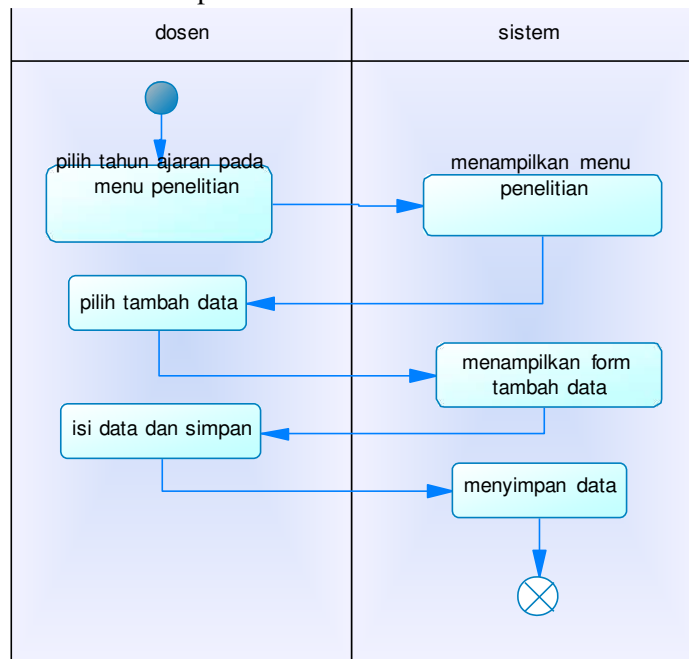 dosen
sistem
pilih tahun ajaran pada
menu penelitian
menampilkan menu
penelitian
pilih tambah data
menampilkan form
tambah data
isi data dan simpan
menyimpan data